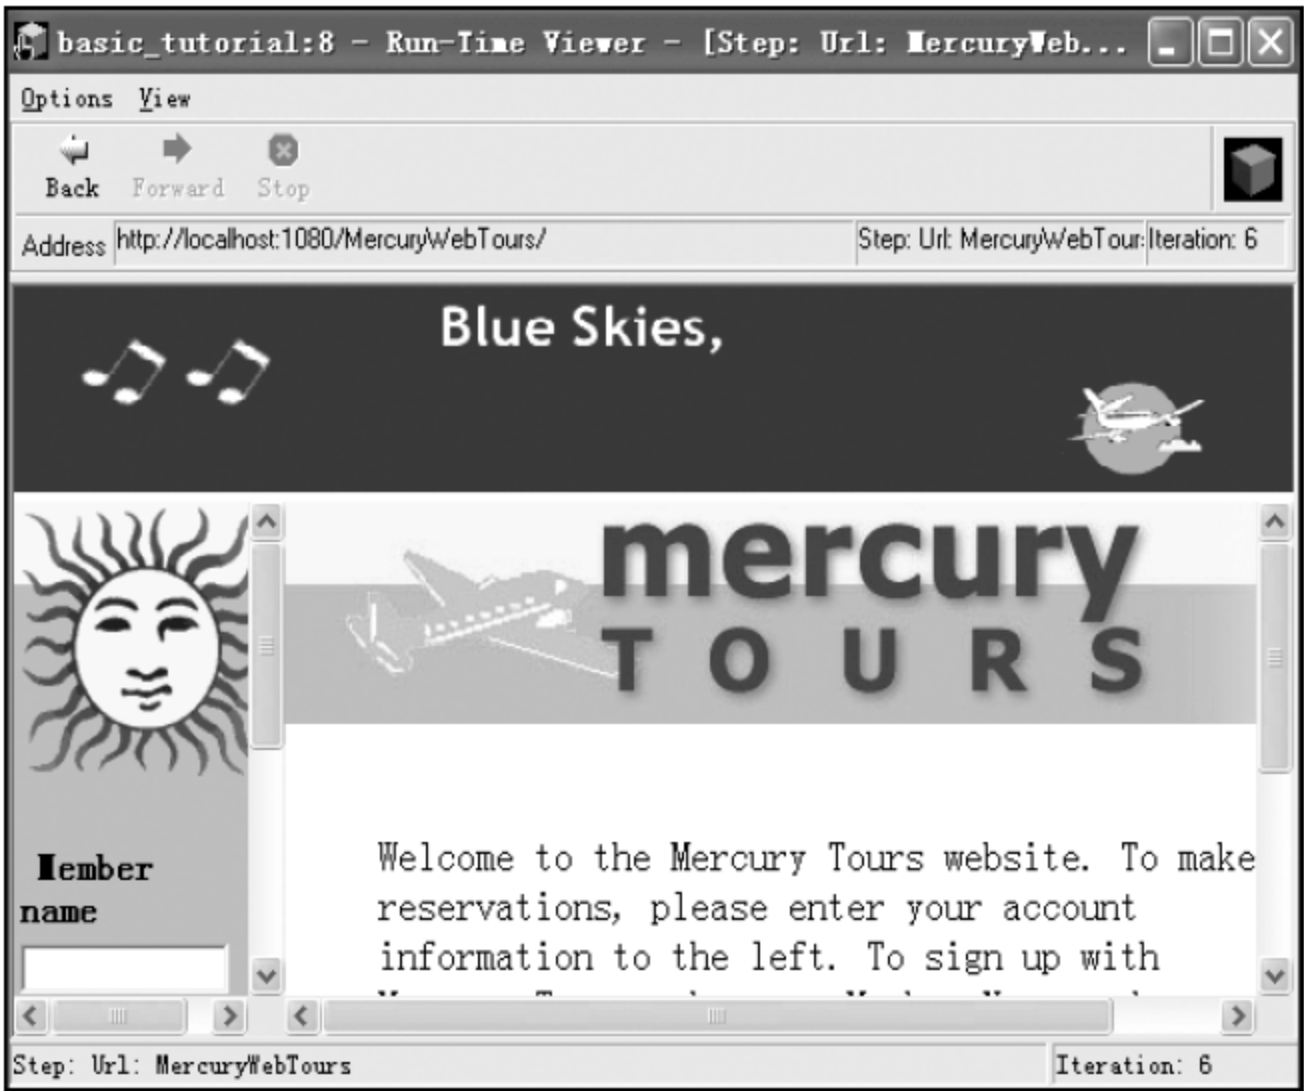 basic_tutorial:8 - Run-Time Viewer - [Step: Url: MercuryWeb...
Options View
Back Forward Stop
Address http://localhost:1080/MercuryWebTours/ Step: Url: MercuryWebTour Iteration: 6
Blue Skies,
mercury
TOURS
Member
name
Welcome to the Mercury Tours website. To make
reservations, please enter your account
information to the left. To sign up with
Step: Url: MercuryWebTours Iteration: 6